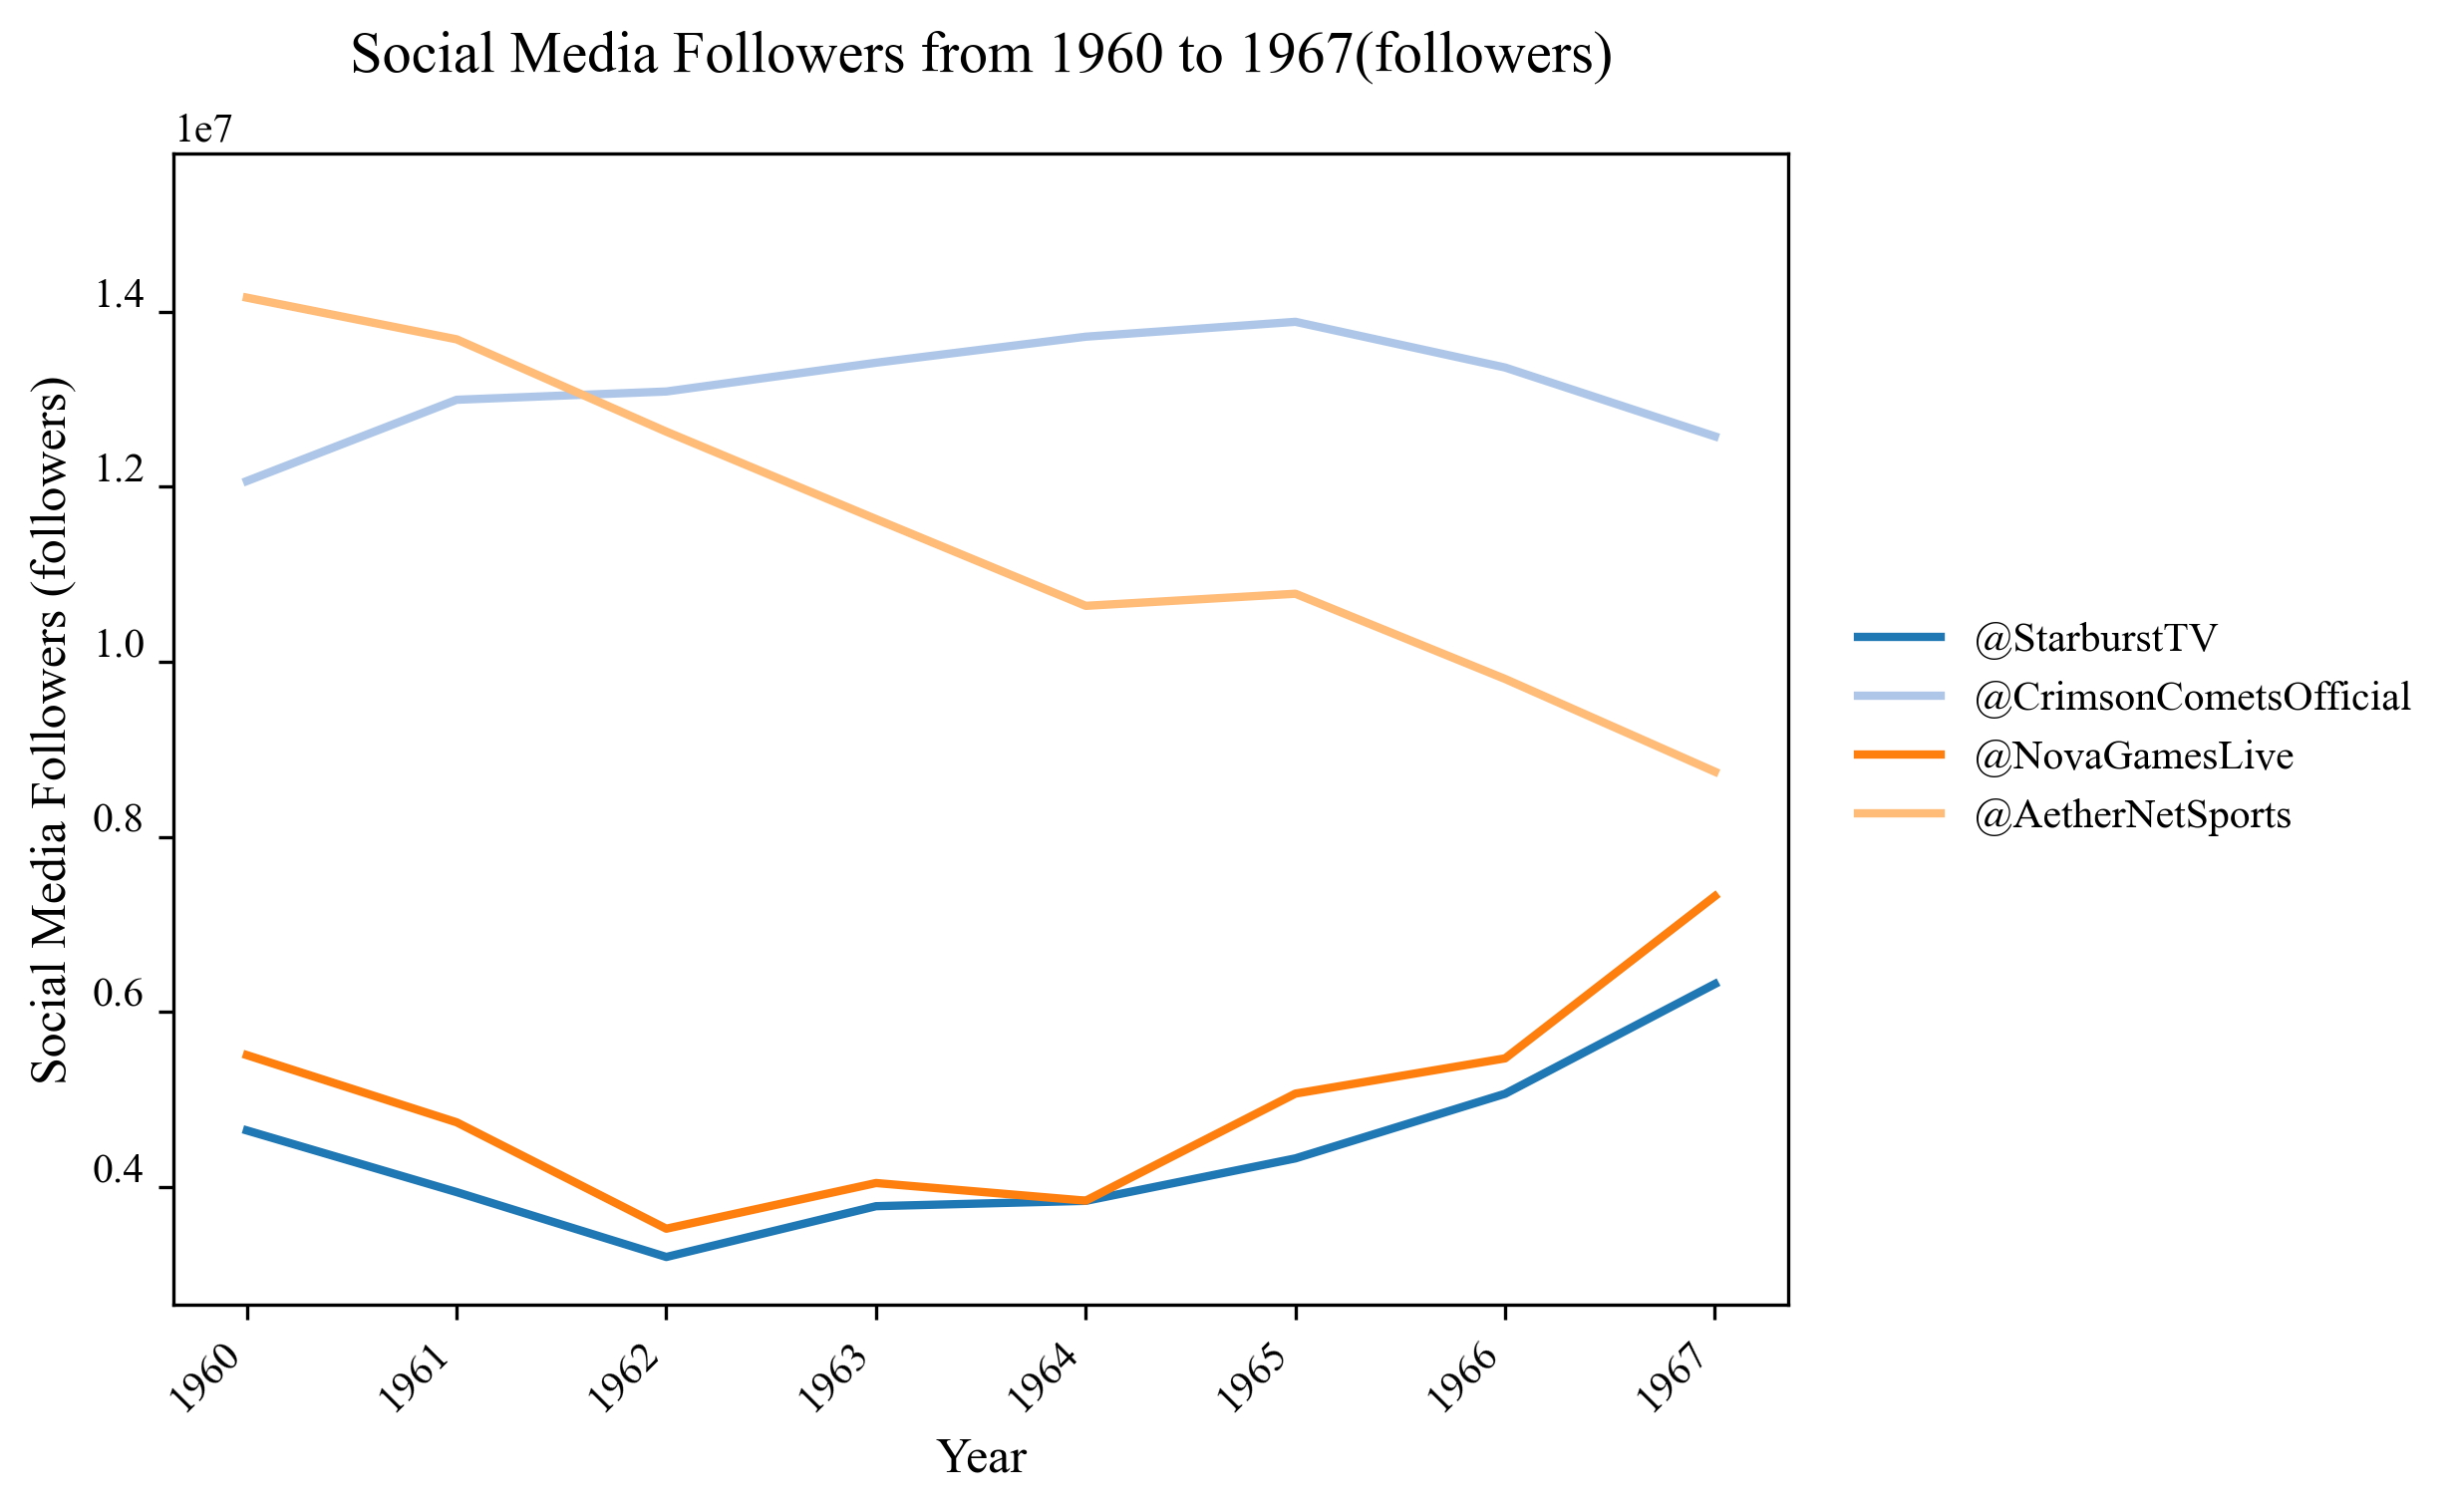 Social Media Followers from 1960 to 1967(followers)
1e7
1.4
1.2
1.0
0.8
0.6
0.4
Social Media Followers (followers)
1960
1961
1962
1963
1964
1965
1966
1967
Year
@StarburstTV
@CrimsonCometsOfficial
@NovaGamesLive
@AetherNetSports